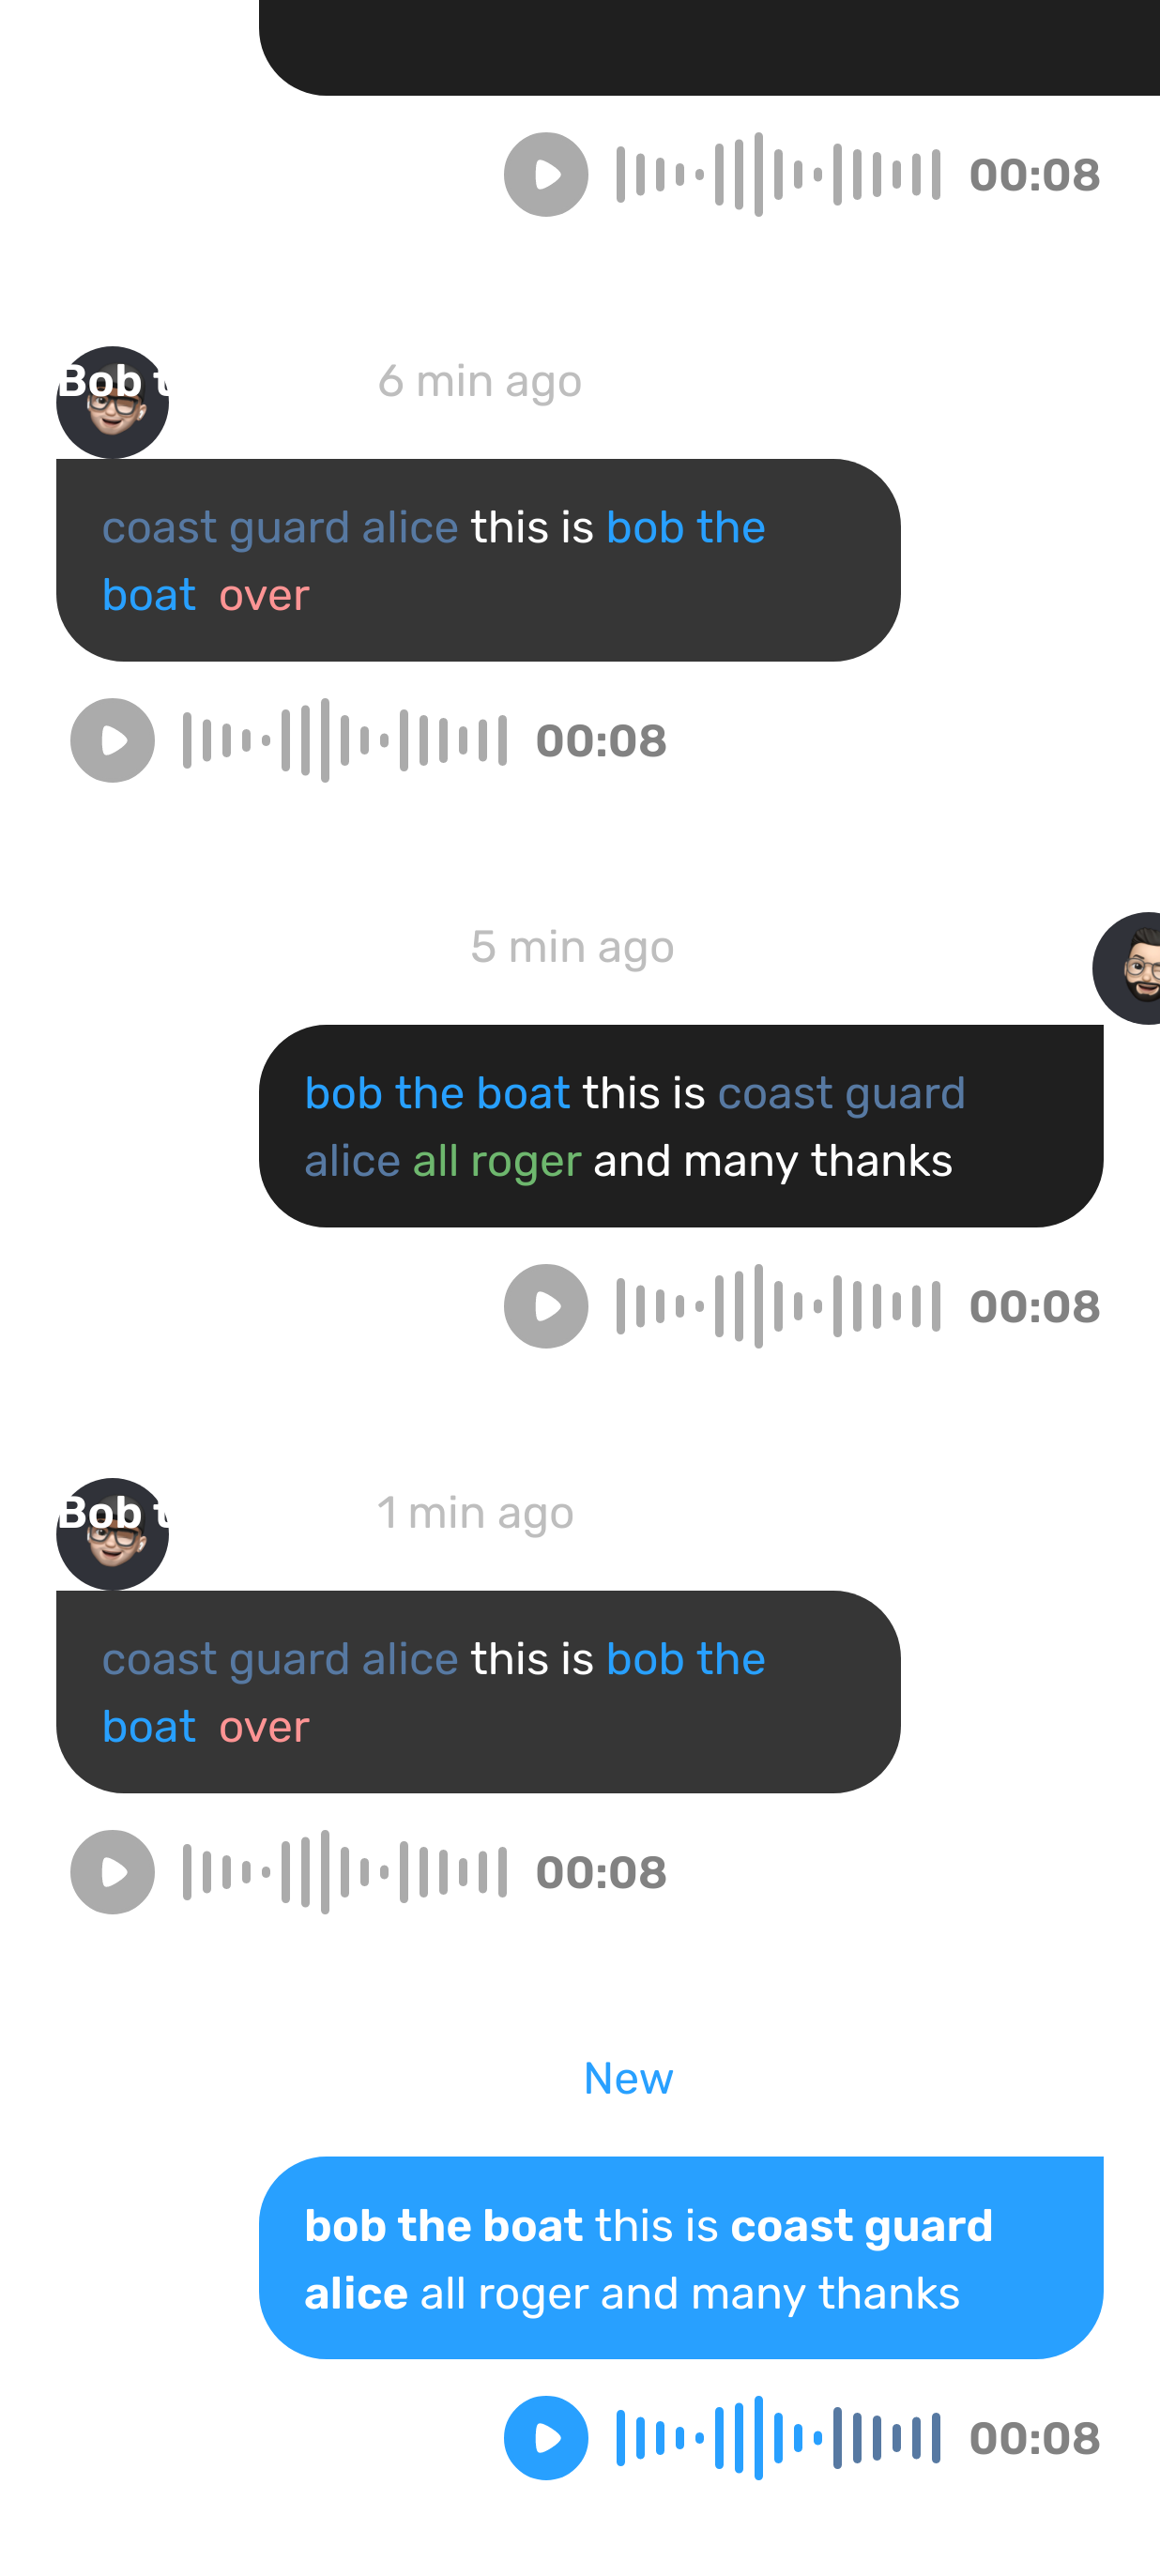 00:08
Bob t
6 min ago
coast guard alice this is bob the
boat over
00:08
5 min ago
bob the boat this is coast guard
alice all roger and many thanks
00:08
Bob t
1 min ago
coast guard alice this is bob the
boat over
00:08
New
bob the boat this is coast guard
alice all roger and many thanks
00:08